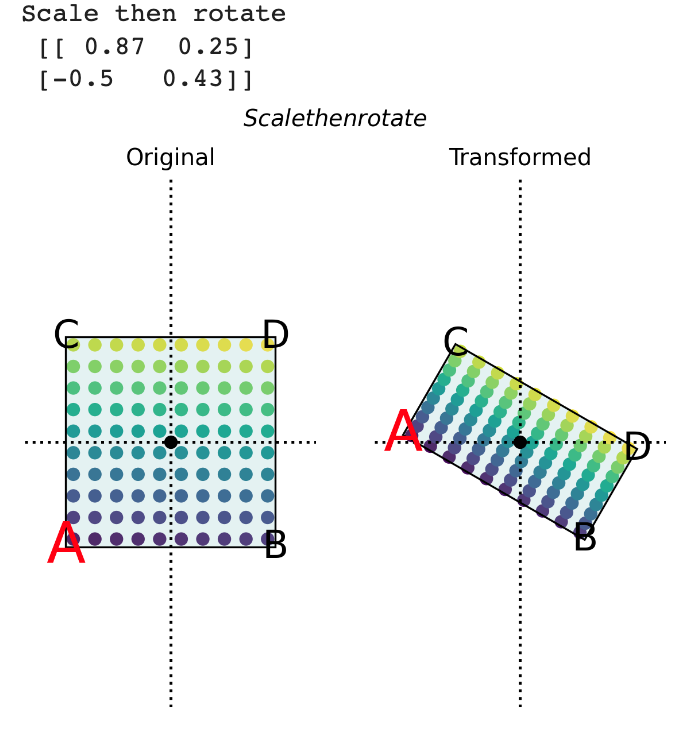 Scale then rotate
[[ 0.87  0.25]
[-0.5   0.43]]
Scalethenrotate
Original
Transformed
C
D
A
B
C
D
A
B